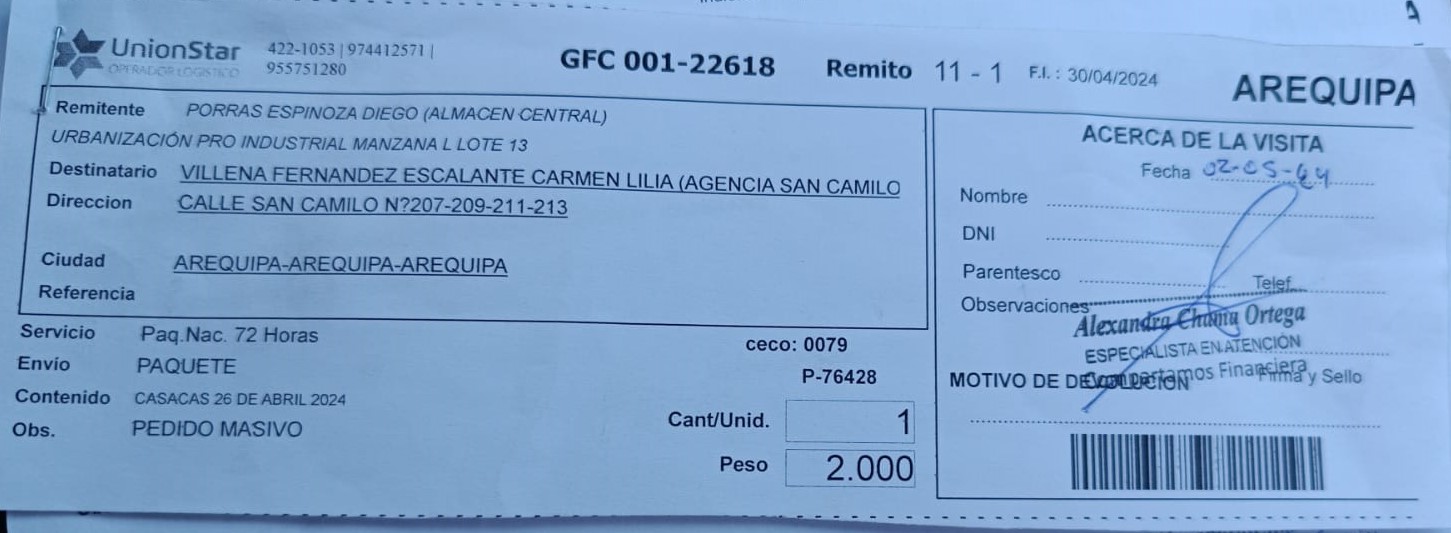 UnionStar
OPERADOR LOGISTICO
422-1053 | 974412571 |
955751280
GFC 001-22618
Remito 11 - 1
F.I. : 30/04/2024
AREQUIPA
Remitente PORRAS ESPINOZA DIEGO (ALMACEN CENTRAL)
URBANIZACIÓN PRO INDUSTRIAL MANZANA L LOTE 13
Destinatario VILLENA FERNANDEZ ESCALANTE CARMEN LILIA (AGENCIA SAN CAMILO
Direccion CALLE SAN CAMILO N?207-209-211-213
Ciudad AREQUIPA-AREQUIPA-AREQUIPA
Referencia
Servicio Paq.Nac. 72 Horas
Envío PAQUETE
Contenido CASACAS 26 DE ABRIL 2024
Obs. PEDIDO MASIVO
ceco: 0079
P-76428
Cant/Unid. 1
Peso 2.000
ACERCA DE LA VISITA
Fecha 02-05-
Nombre
DNI
Parentesco
Telef.
Observaciones
Alexandra Chama Ortega
ESPECIALISTA EN ATENCIÓN
Compartamos Financiera
MOTIVO DE DEVOLUCION
Firma y Sello